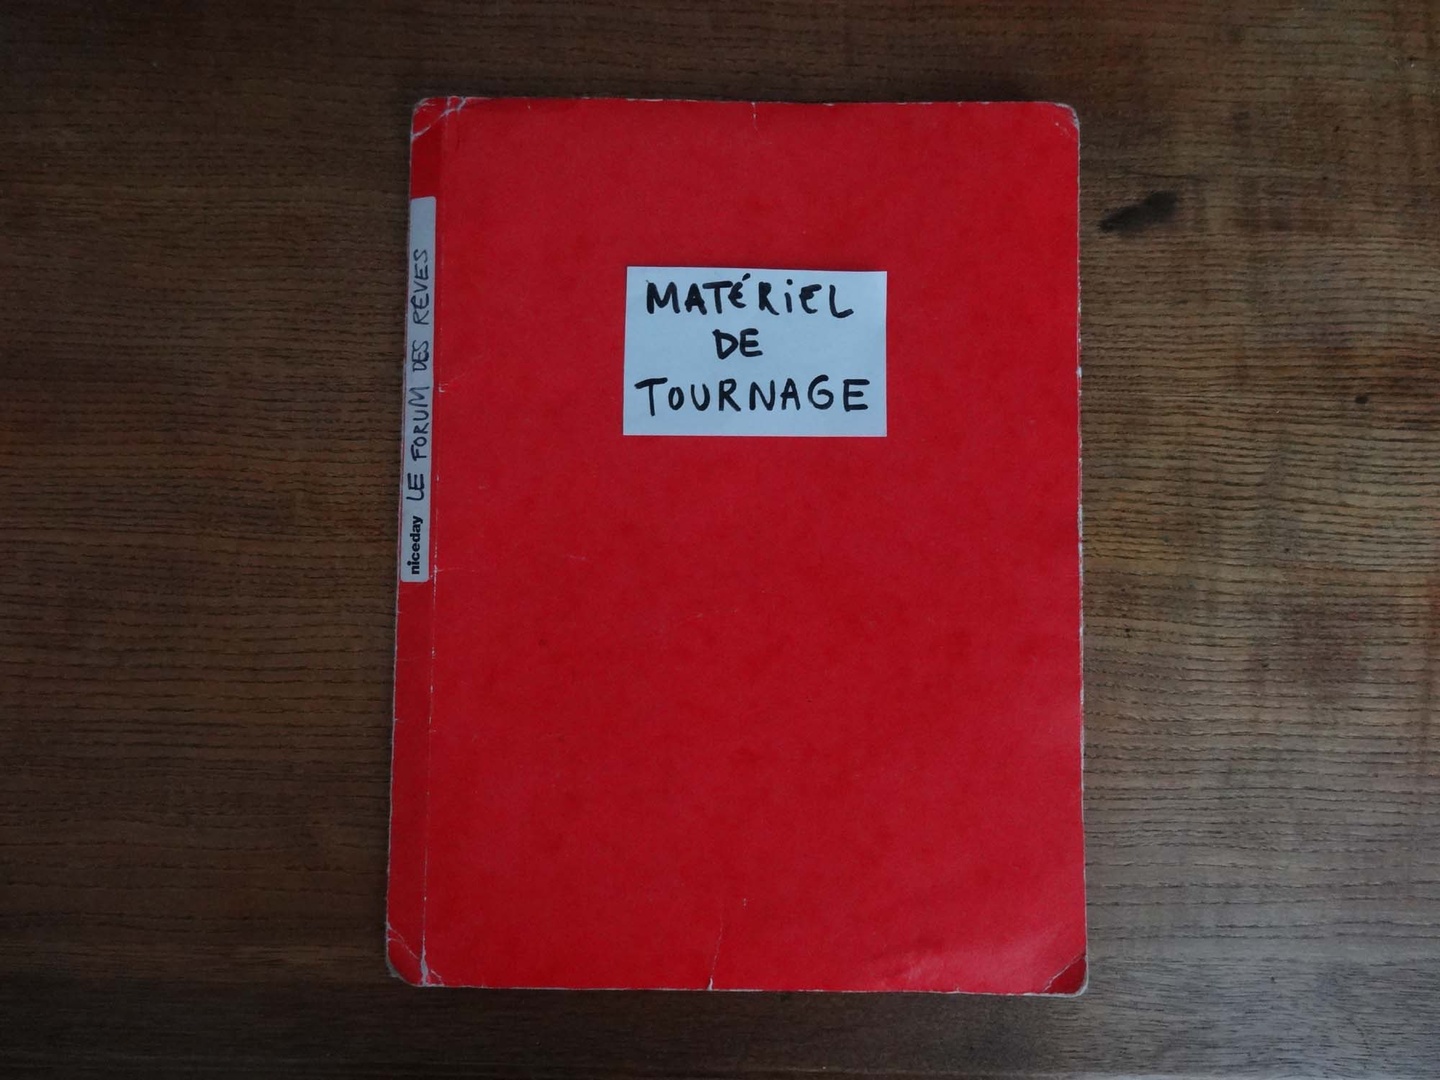 MATÉRIEL
DE
TOURNAGE
niceday LE FORUM DES RÊVES